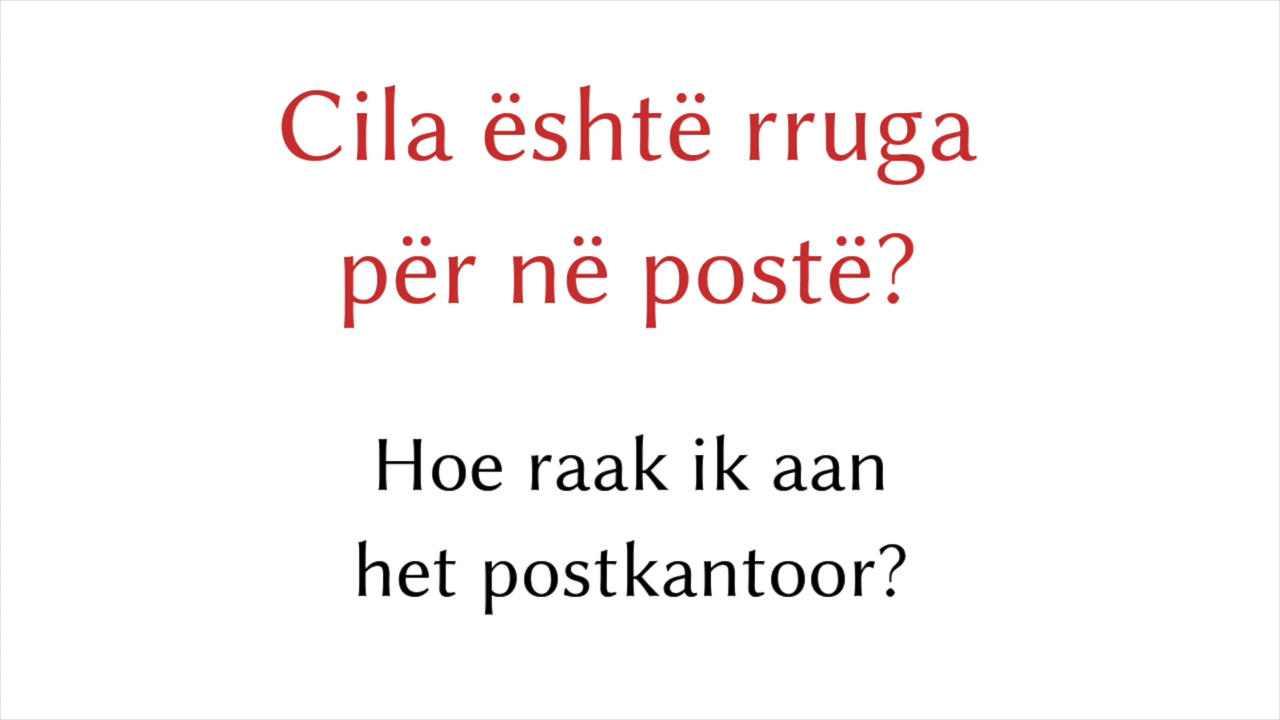 Cila është rruga
për në postë?
Hoe raak ik aan
het postkantoor?